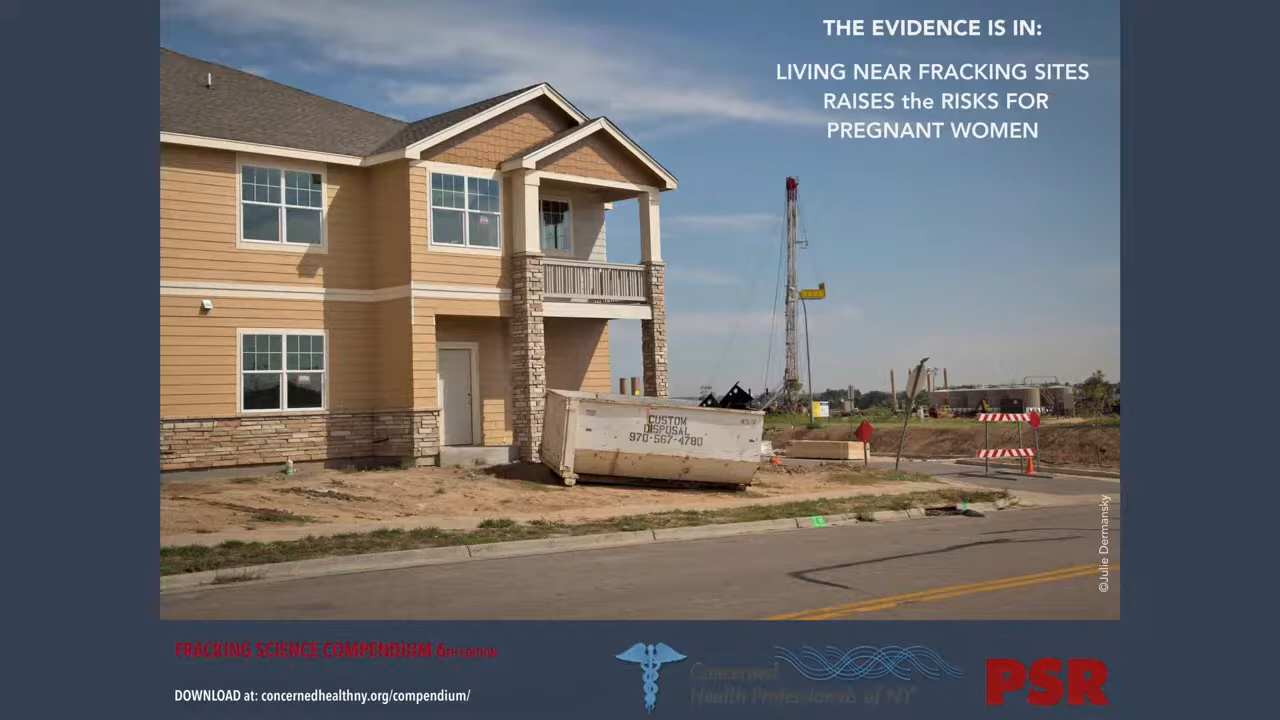 THE EVIDENCE IS IN:
LIVING NEAR FRACKING SITES
RAISES the RISKS FOR
PREGNANT WOMEN
CUSTOM
DISPOSAL
970·567-4780
©Julie Dermansky
FRACKING SCIENCE COMPENDIUM 6TH EDITION
DOWNLOAD at: concernedhealthny.org/compendium/
Concerned
Health Professionals of NY
PSR